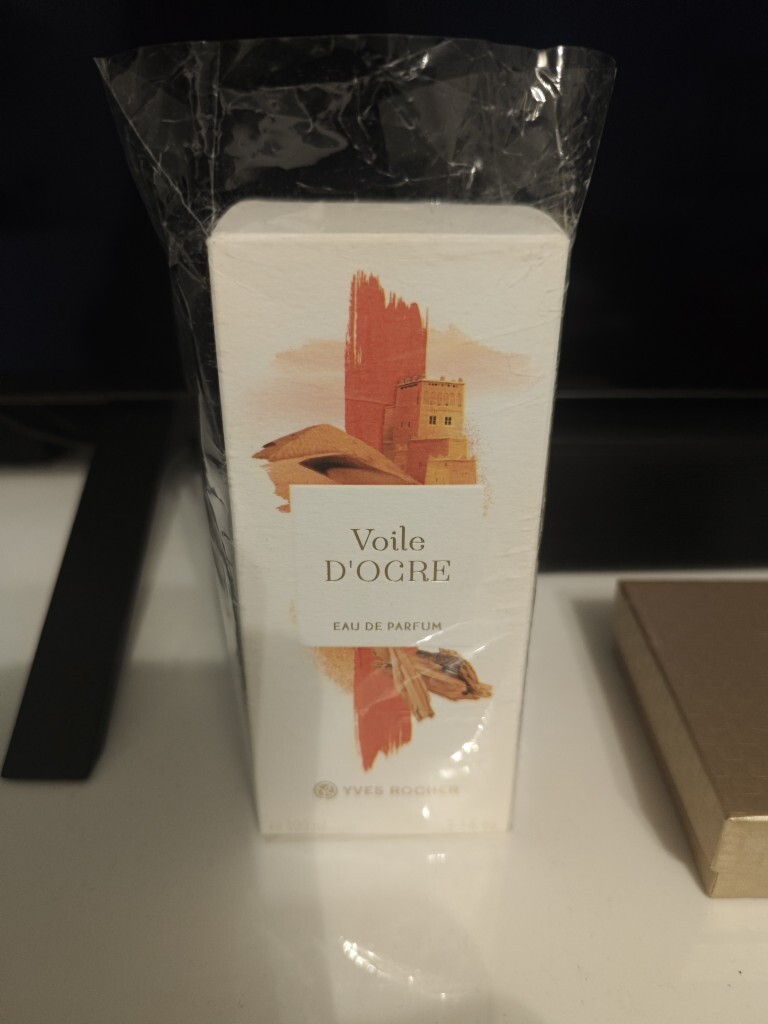 Voile
D'OCRE
EAU DE PARFUM
YVES ROCHER